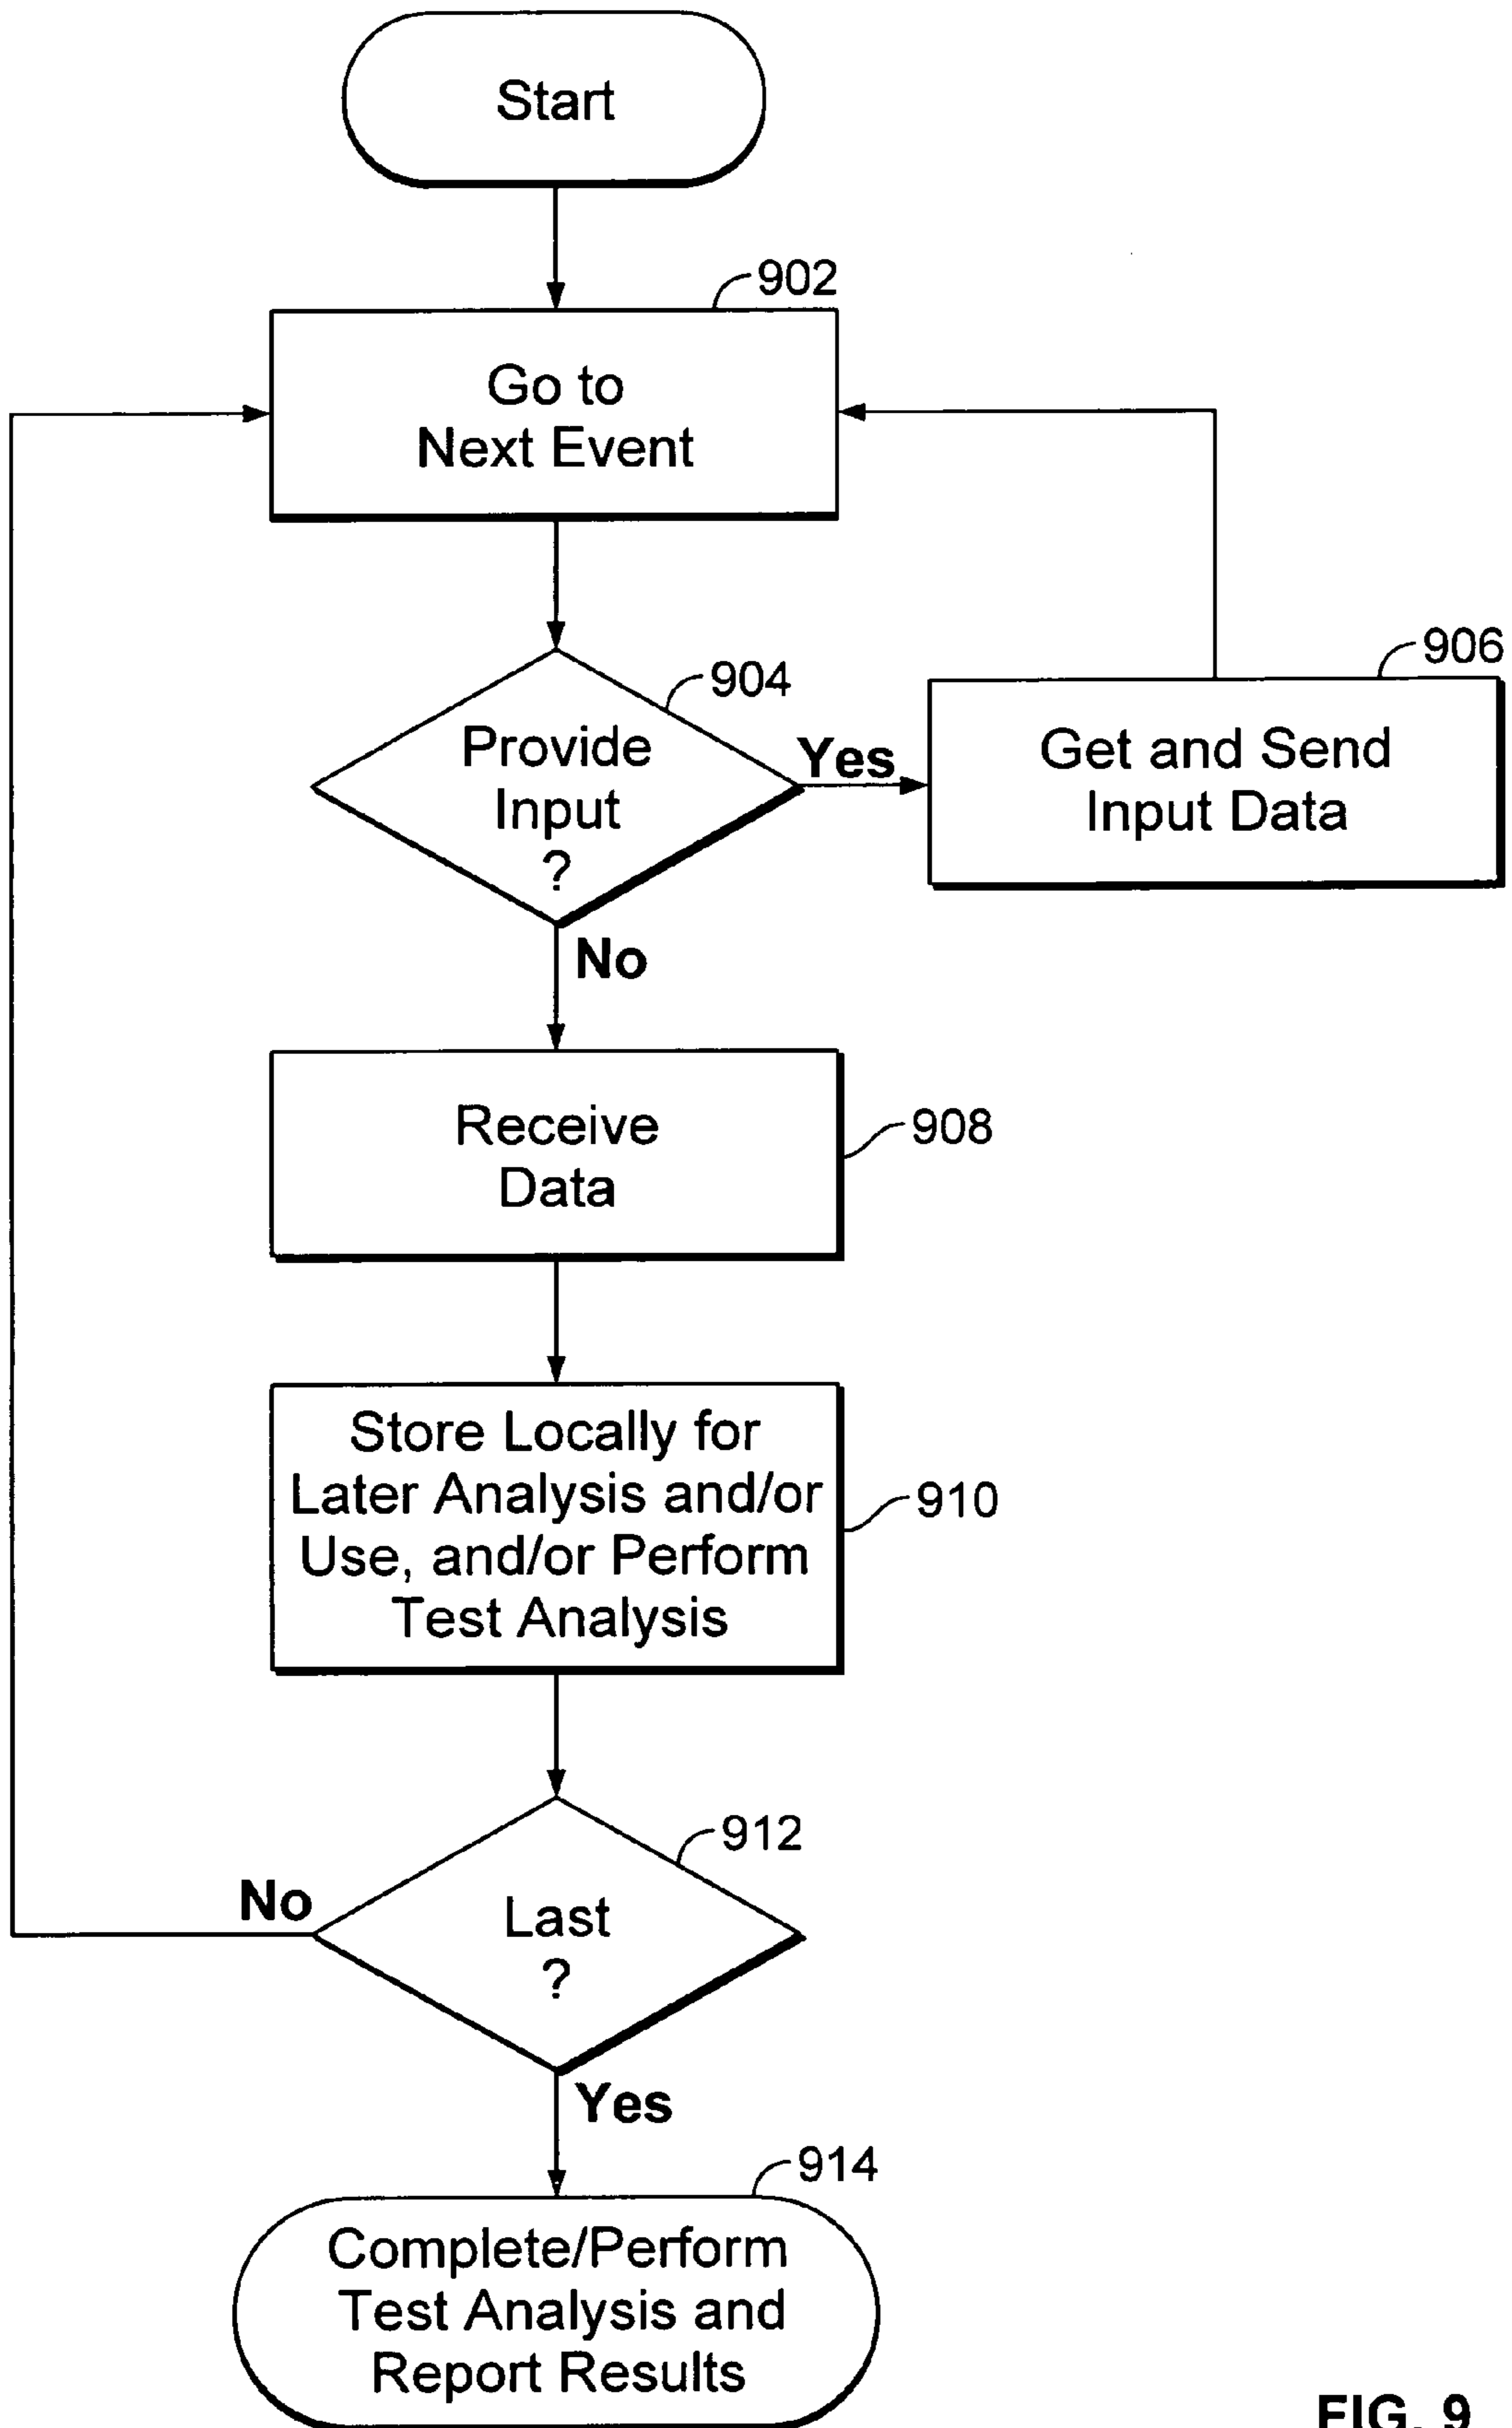 Start
902
Go to
Next Event
904
Provide
Input
?
Yes
906
Get and Send
Input Data
No
Receive
Data
908
Store Locally for
Later Analysis and/or
Use, and/or Perform
Test Analysis
910
912
Last
?
No
Yes
914
Complete/Perform
Test Analysis and
Report Results
FIG. 9